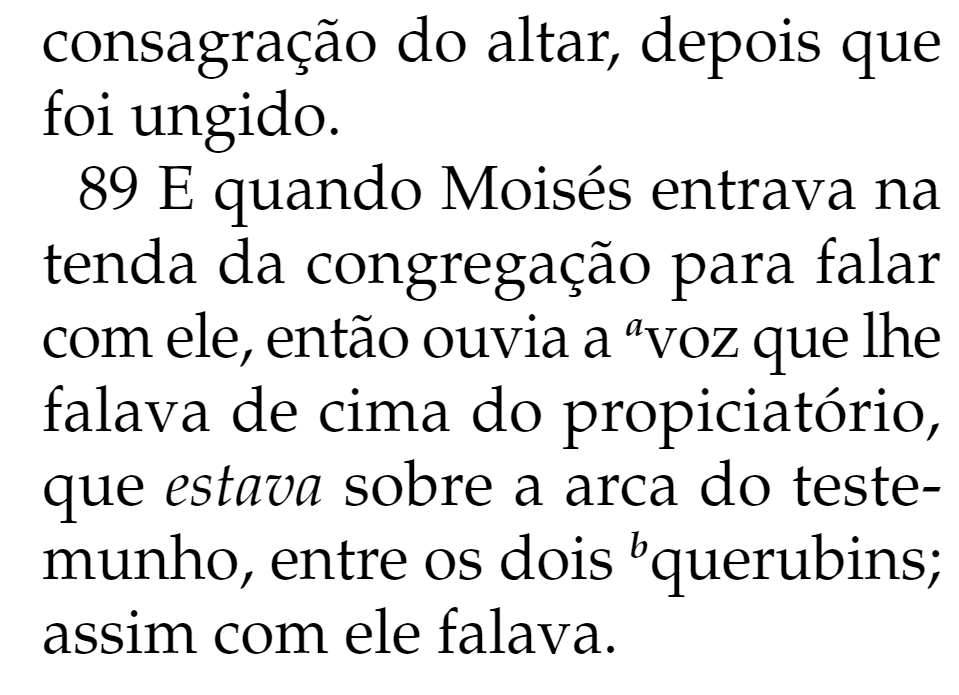 consagração do altar, depois que
foi ungido.
89 E quando Moisés entrava na
tenda da congregação para falar
com ele, então ouvia a ᵃvoz que lhe
falava de cima do propiciatório,
que estava sobre a arca do teste-
munho, entre os dois ᵇquerubins;
assim com ele falava.